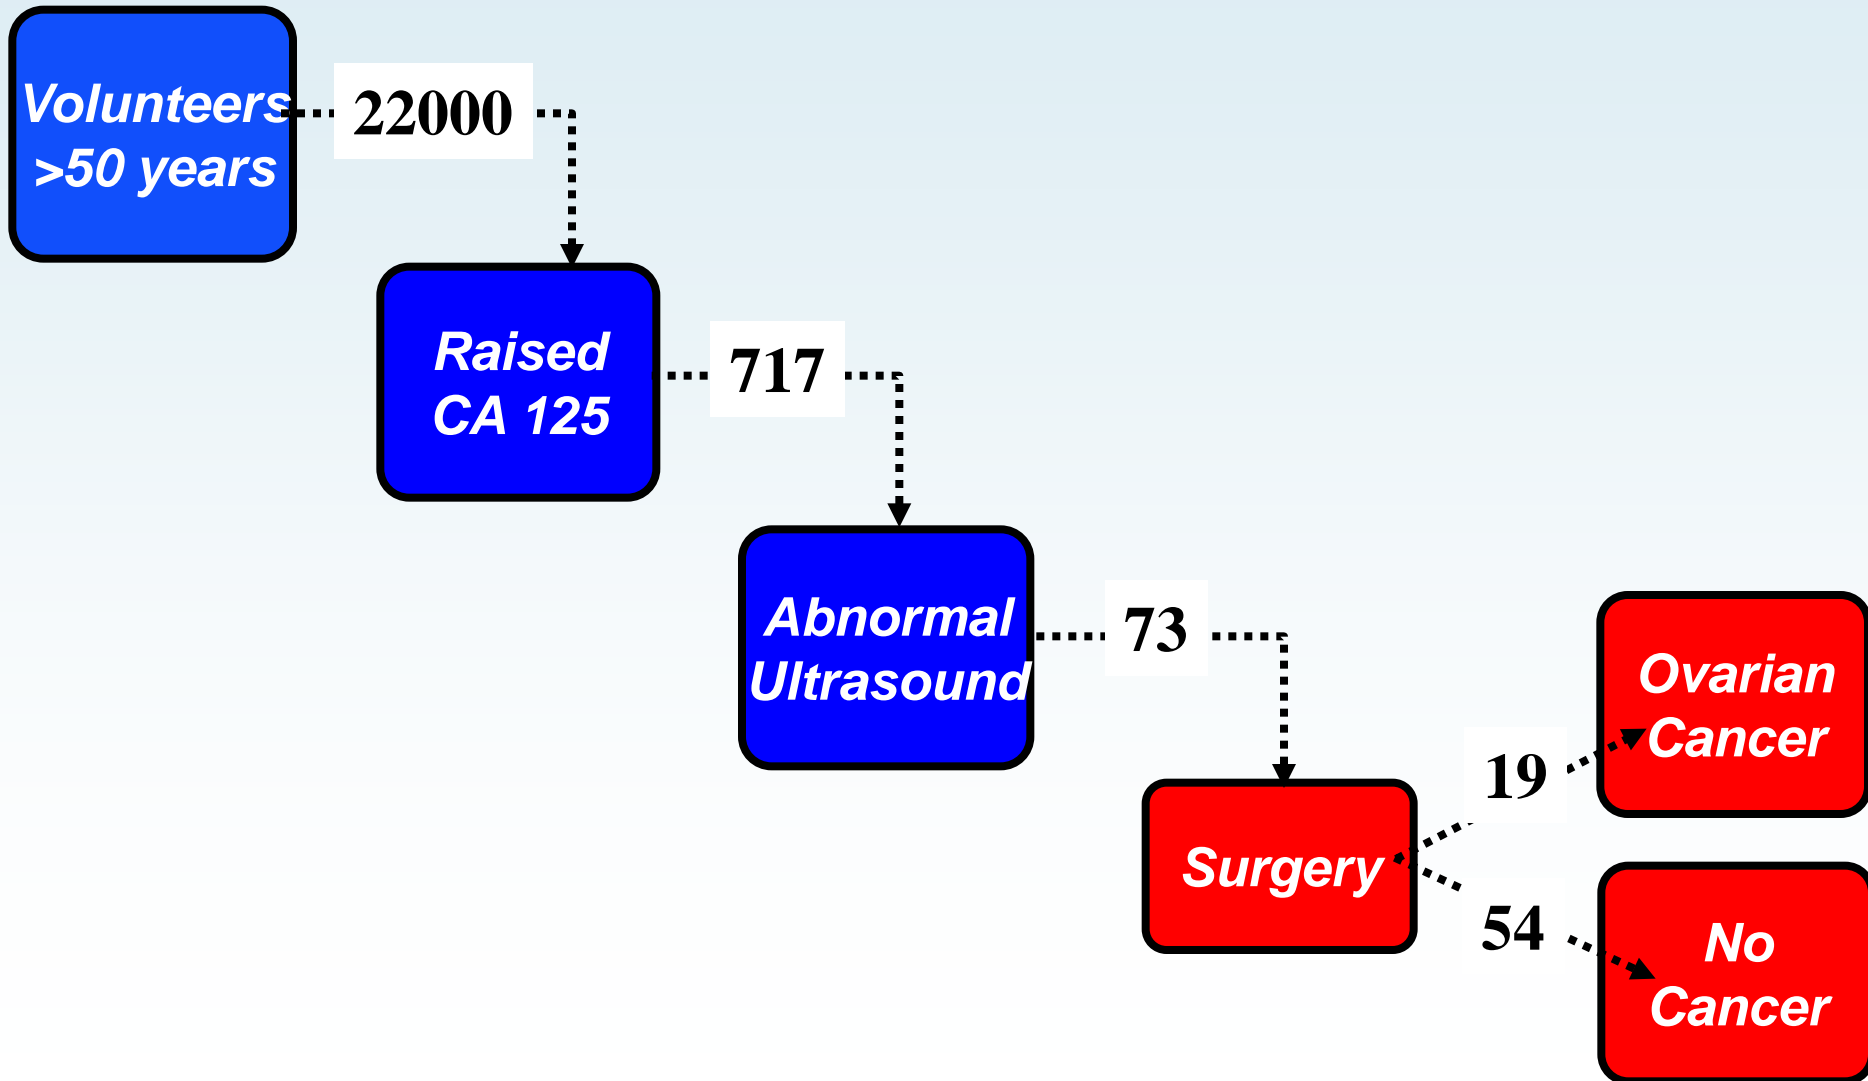 Volunteers
>50 years
22000
Raised
CA 125
717
Abnormal
Ultrasound
73
Surgery
19
Ovarian
Cancer
54
No
Cancer